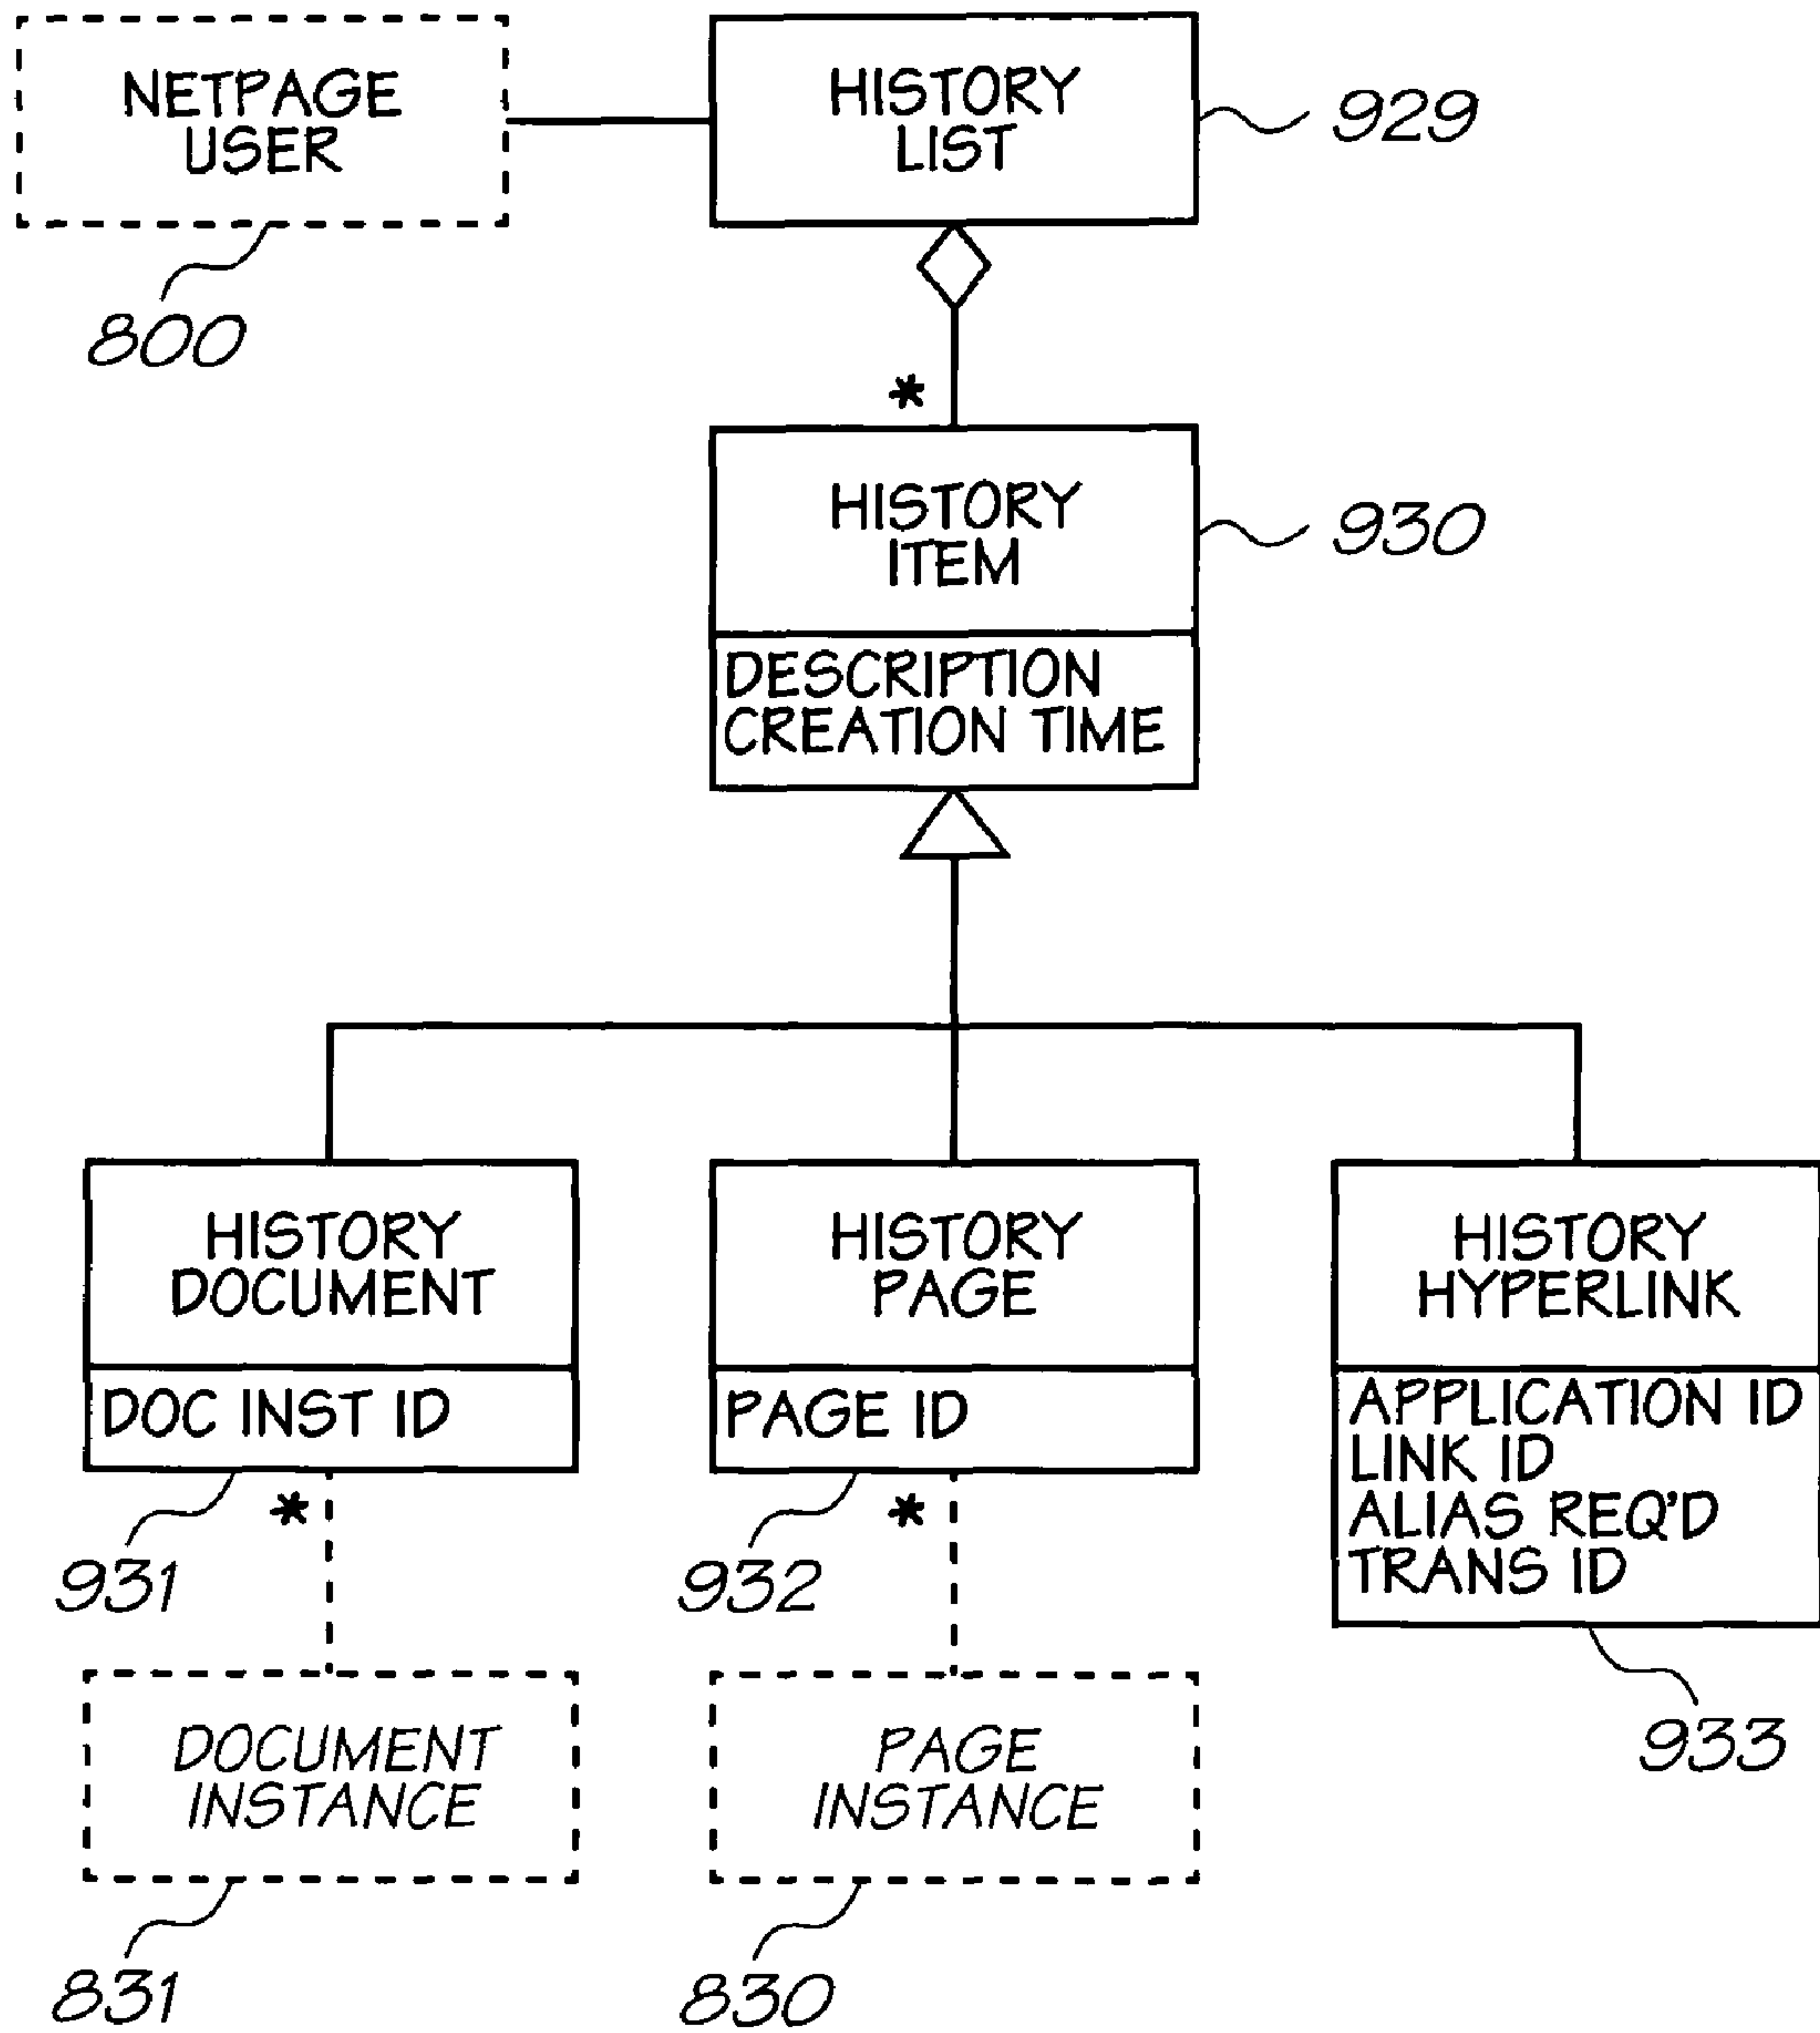 NETPAGE
USER
800
HISTORY
LIST
929
*
HISTORY
ITEM
930
DESCRIPTION
CREATION TIME
HISTORY
DOCUMENT
DOC INST ID
931
*
HISTORY
PAGE
PAGE ID
932
*
HISTORY
HYPERLINK
APPLICATION ID
LINK ID
ALIAS REQ'D
TRANS ID
933
DOCUMENT
INSTANCE
831
PAGE
INSTANCE
830